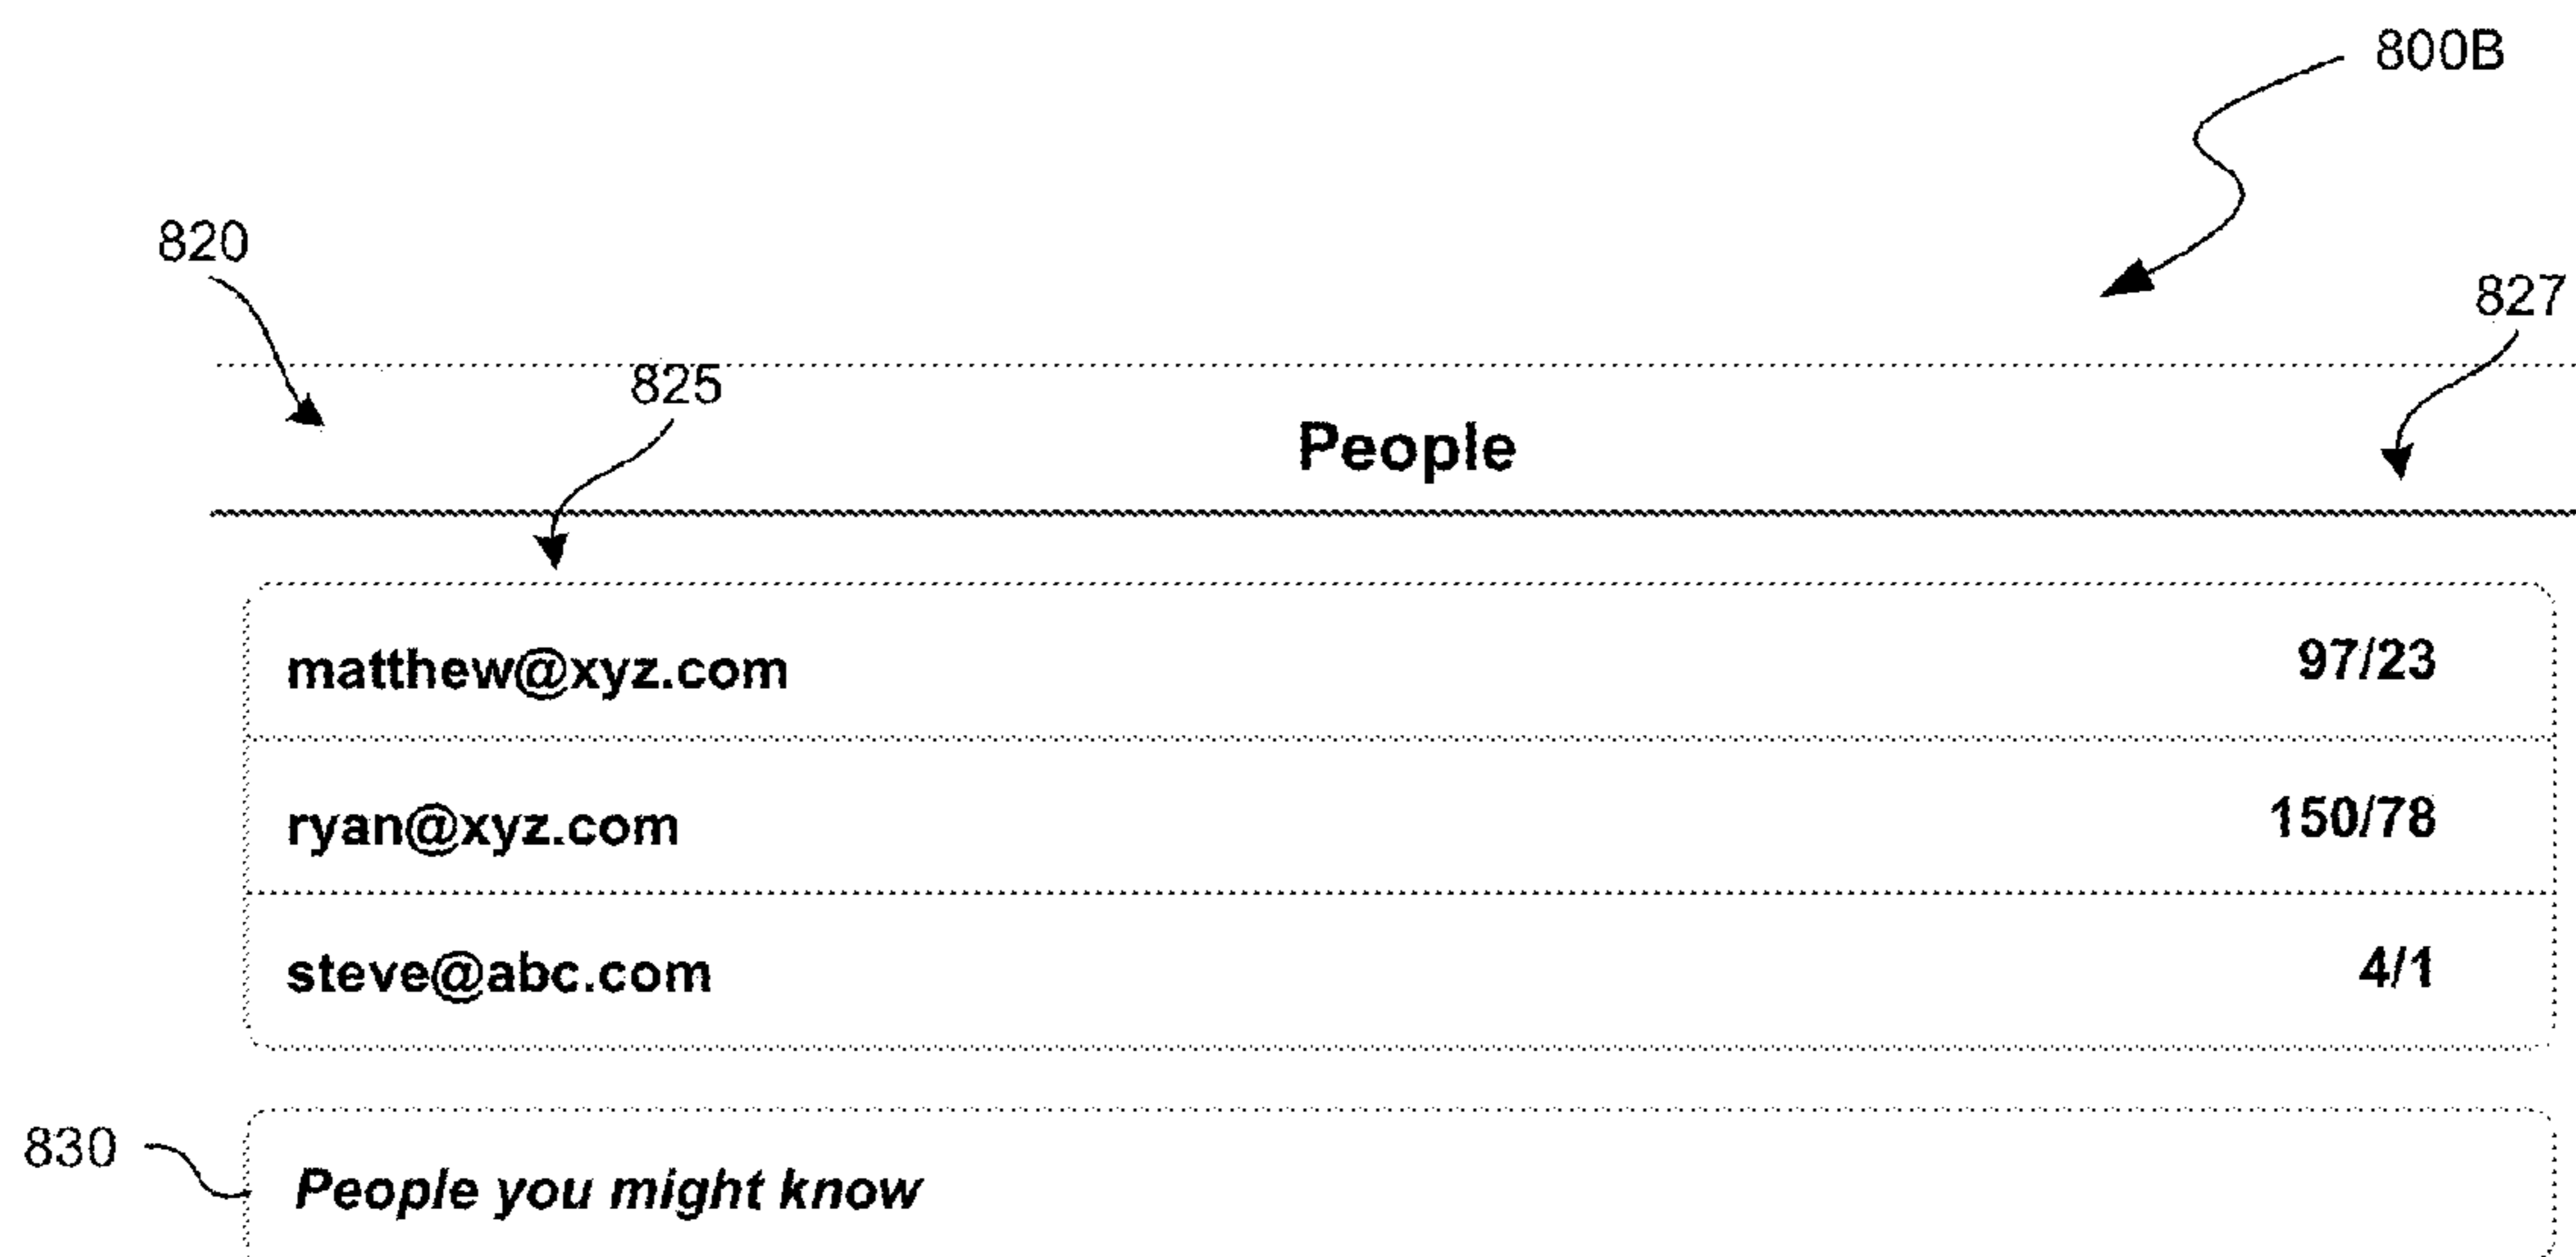 800B
820
827
825
People
matthew@xyz.com 97/23
ryan@xyz.com 150/78
steve@abc.com 4/1
830
People you might know